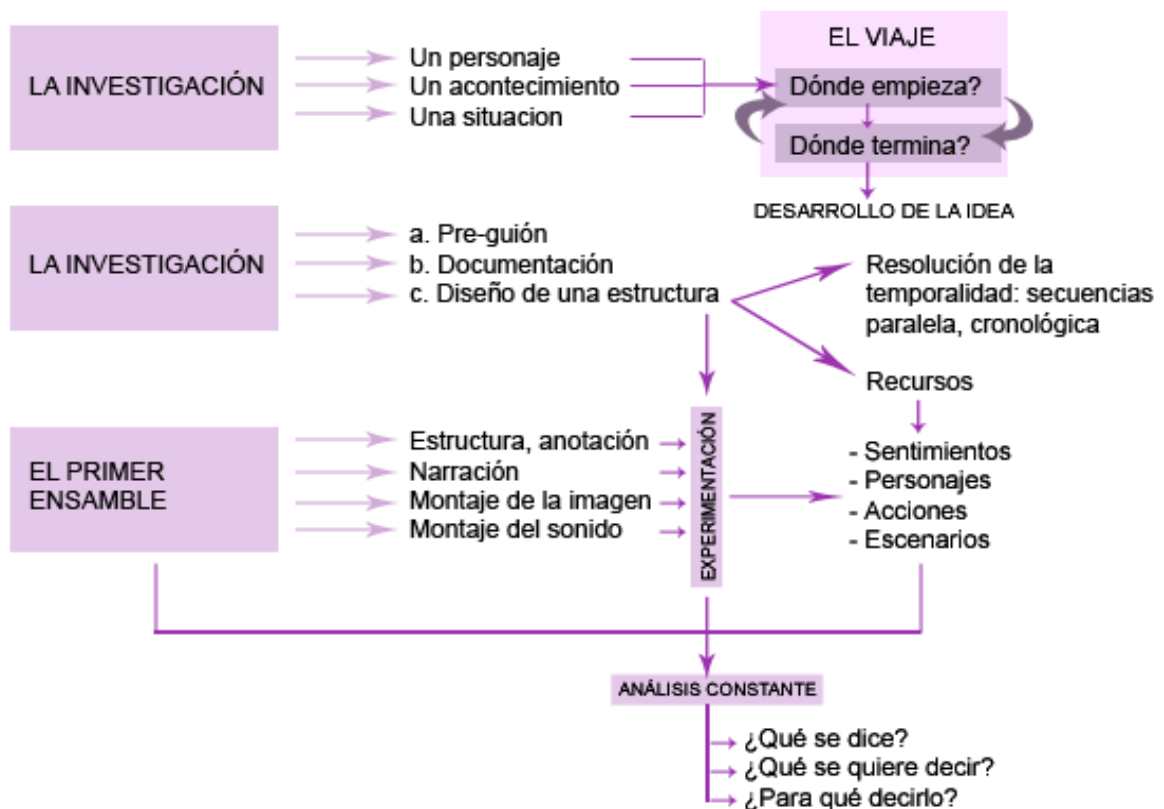 LA INVESTIGACIÓN
Un personaje
Un acontecimiento
Una situacion
EL VIAJE
Dónde empieza?
Dónde termina?
DESARROLLO DE LA IDEA
LA INVESTIGACIÓN
a. Pre-guión
b. Documentación
c. Diseño de una estructura
Resolución de la
temporalidad: secuencias
paralela, cronológica
Recursos
- Sentimientos
- Personajes
- Acciones
- Escenarios
EL PRIMER
ENSAMBLE
Estructura, anotación
Narración
Montaje de la imagen
Montaje del sonido
EXPERIMENTACIÓN
ANÁLISIS CONSTANTE
¿Qué se dice?
¿Qué se quiere decir?
¿Para qué decirlo?